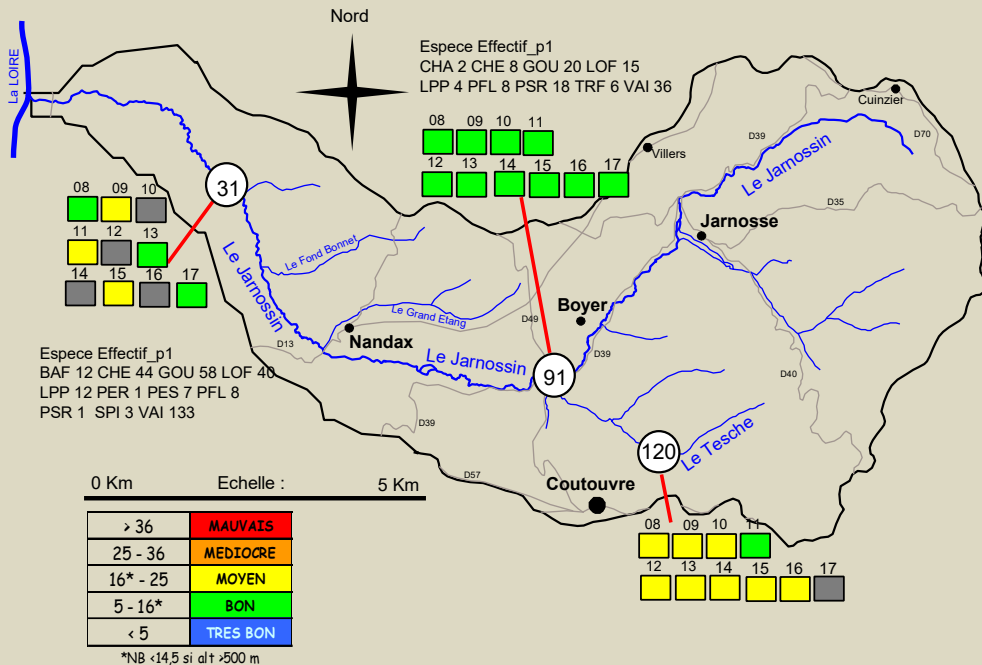 Nord
La LOIRE
Espece Effectif_p1
CHA 2 CHE 8 GOU 20 LOF 15
LPP 4 PFL 8 PSR 18 TRF 6 VAI 36
08 09 10 11
12 13 14 15 16 17
Cuinzier
D70
D39
Villers
Le Jarnossin
D35
Jarnosse
31
08 09 10
11 12 13
14 15 16 17
Le Fond Bonnet
Le Jarnossin
Le Grand Etang
D49
Boyer
D13
Nandax
Le Jarnossin
D39
91
D40
Espece Effectif_p1
BAF 12 CHE 44 GOU 58 LOF 40
LPP 12 PER 1 PES 7 PFL 8
PSR 1 SPI 3 VAI 133
D39
120
Le Tesche
D57
Coutouvre
0 Km Echelle : 5 Km
08 09 10 11
12 13 14 15 16 17
> 36 MAUVAIS
25 - 36 MEDIOCRE
16* - 25 MOYEN
5 - 16* BON
< 5 TRES BON
*NB <14,5 si alt >500 m